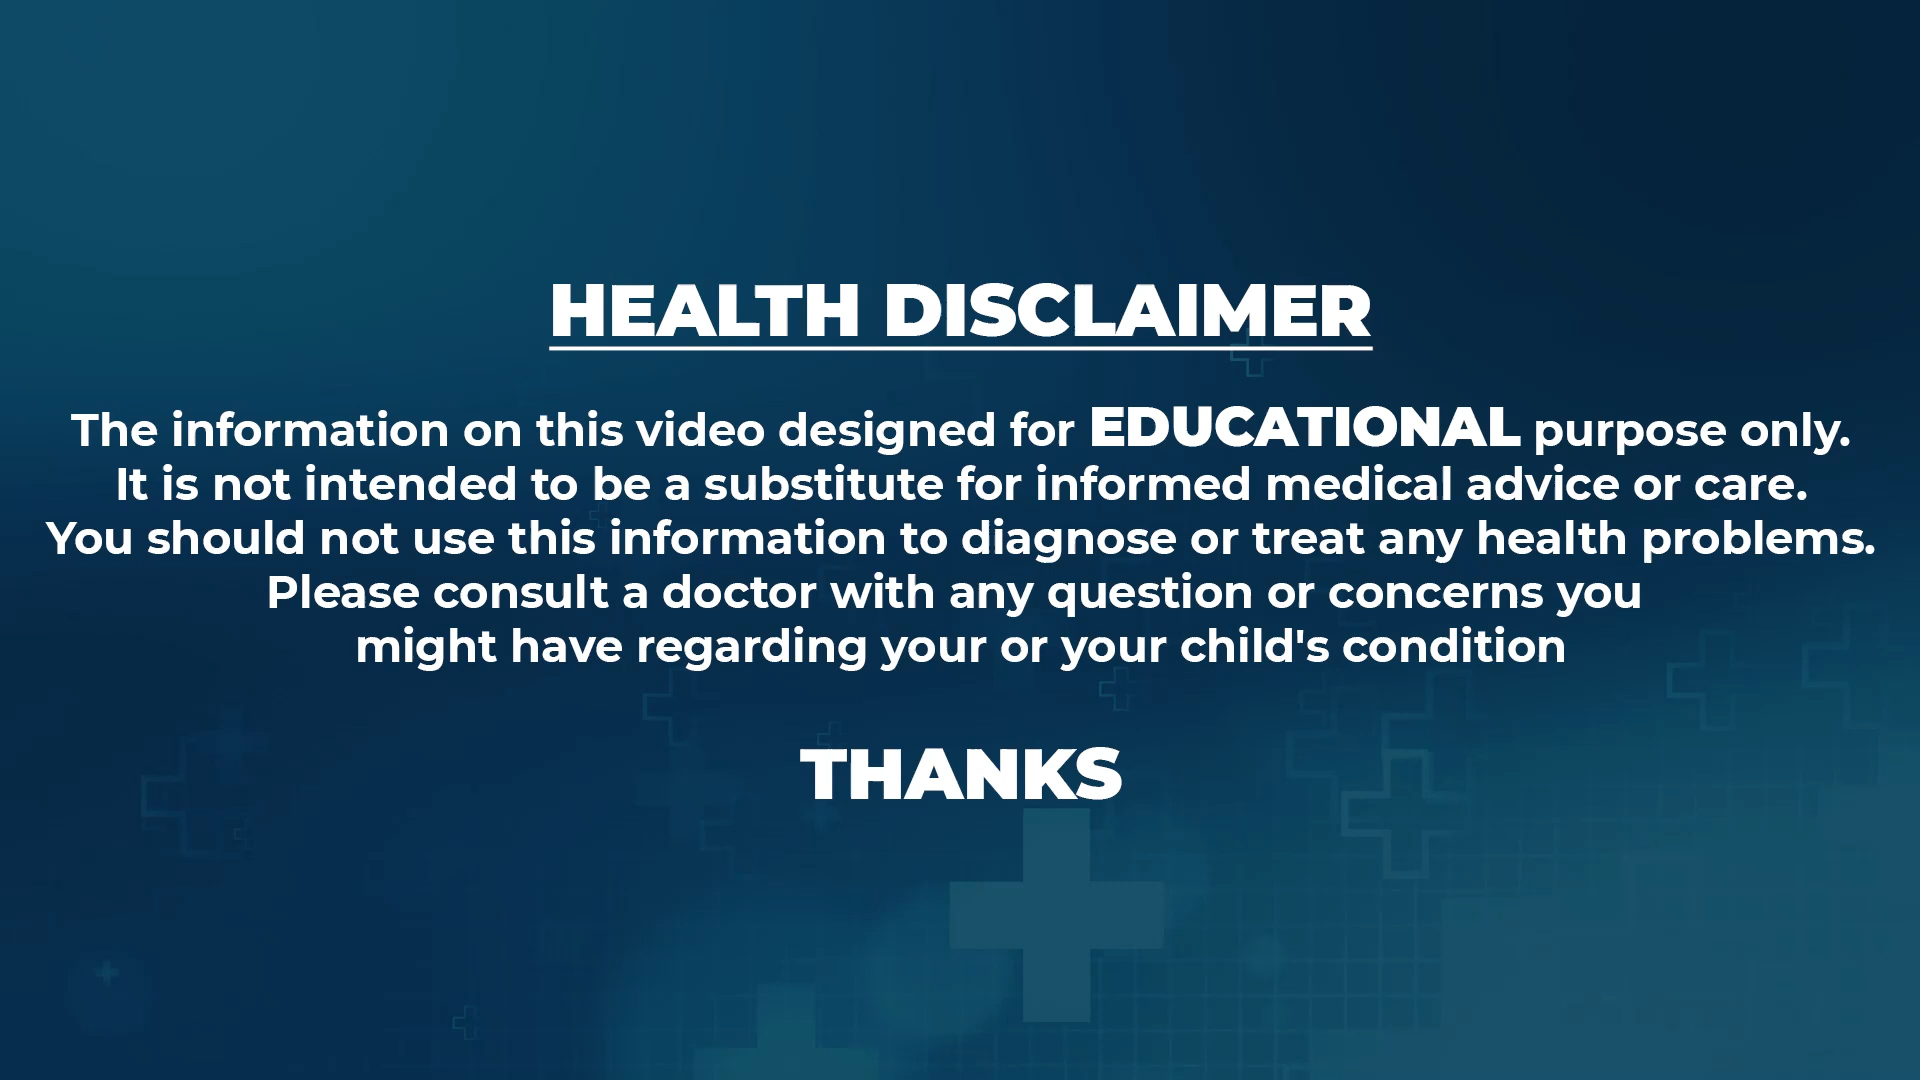 HEALTH DISCLAIMER
The information on this video designed for EDUCATIONAL purpose only.
It is not intended to be a substitute for informed medical advice or care.
You should not use this information to diagnose or treat any health problems.
Please consult a doctor with any question or concerns you
might have regarding your or your child's condition
THANKS